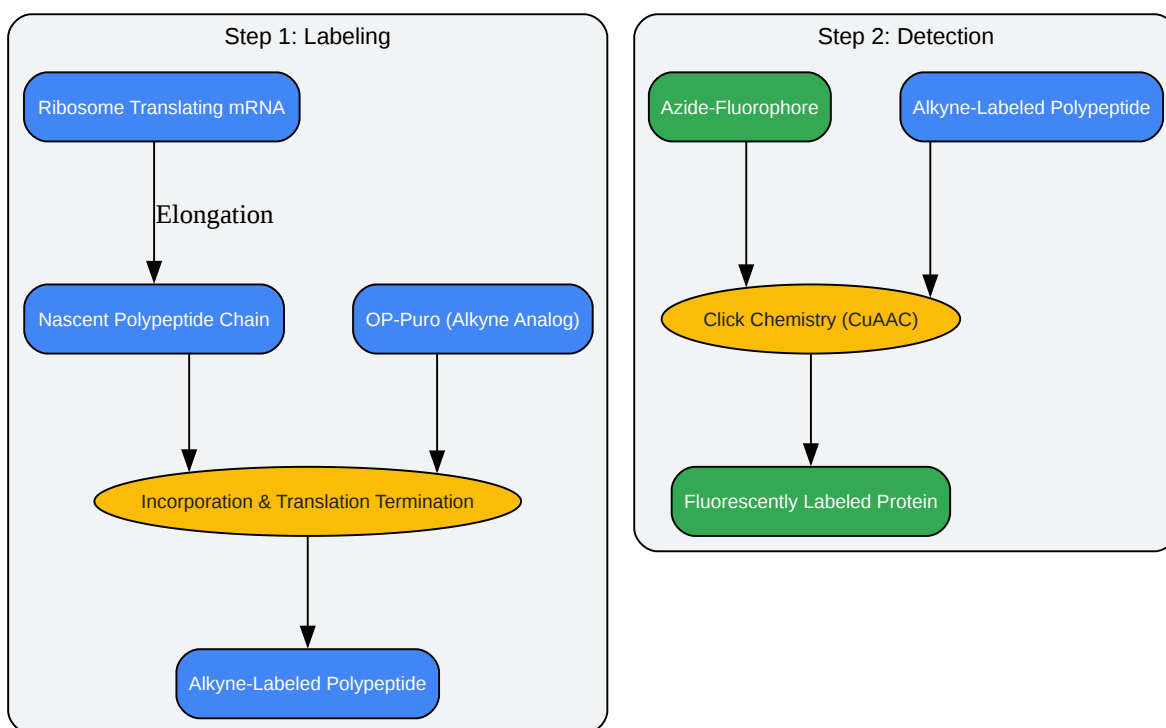 Step 1: Labeling
Ribosome Translating mRNA
Elongation
Nascent Polypeptide Chain
OP-Puro (Alkyne Analog)
Incorporation & Translation Termination
Alkyne-Labeled Polypeptide
Step 2: Detection
Azide-Fluorophore
Alkyne-Labeled Polypeptide
Click Chemistry (CuAAC)
Fluorescently Labeled Protein